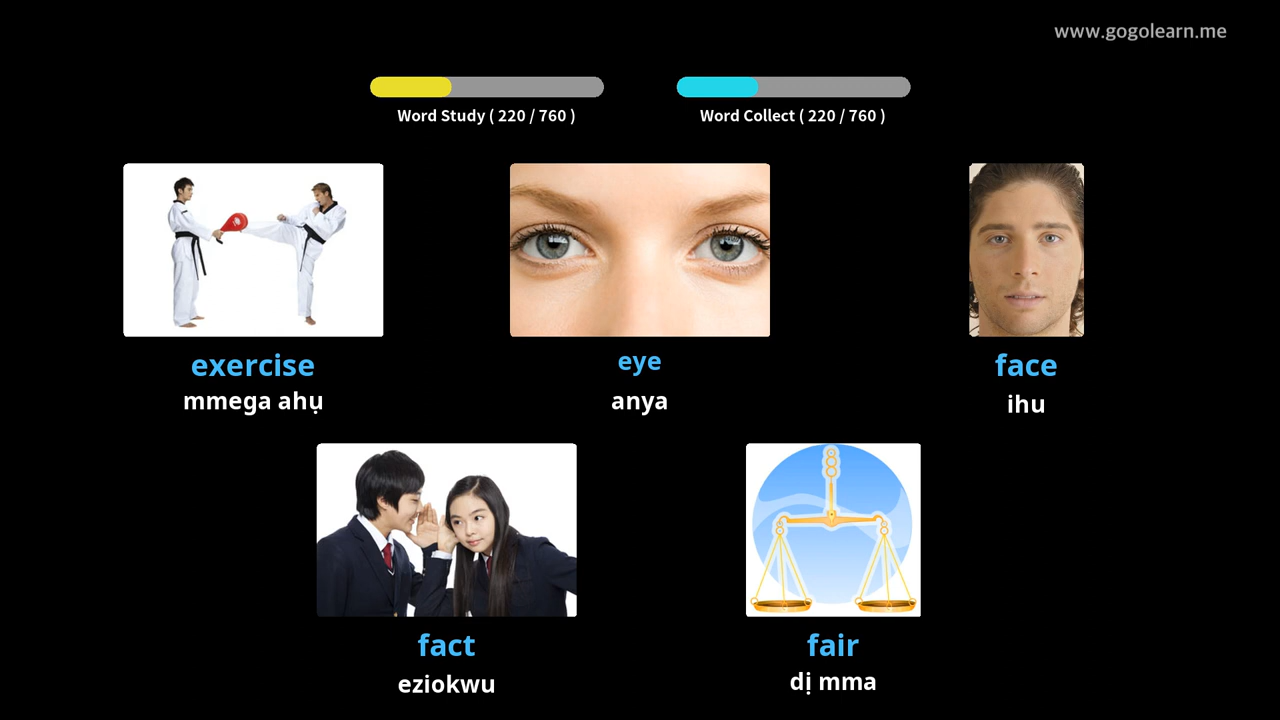 www.gogolearn.me
Word Study ( 220 / 760 )
Word Collect ( 220 / 760 )
exercise
mmega ahụ
eye
anya
face
ihu
fact
eziokwu
fair
dị mma